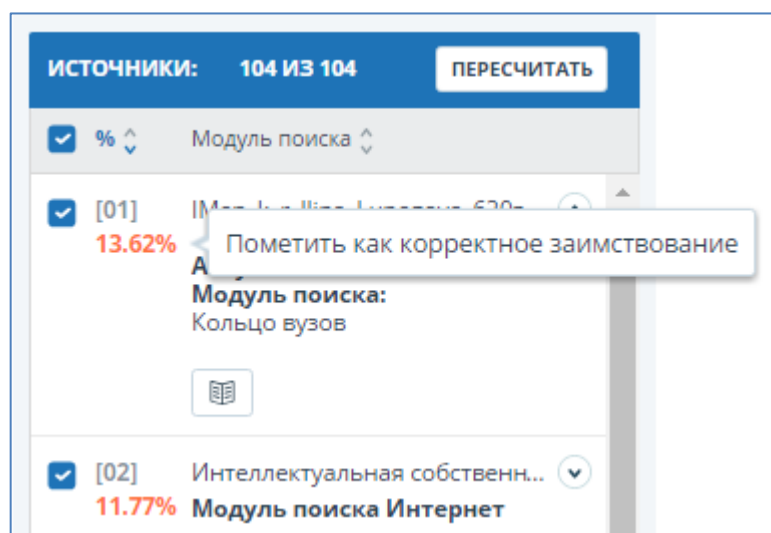 ИСТОЧНИКИ: 104 ИЗ 104 ПЕРЕСЧИТАТЬ
% Модуль поиска
[01]
13.62% Пометить как корректное заимствование
Модуль поиска:
Кольцо вузов
[02] Интеллектуальная собственн...
11.77% Модуль поиска Интернет